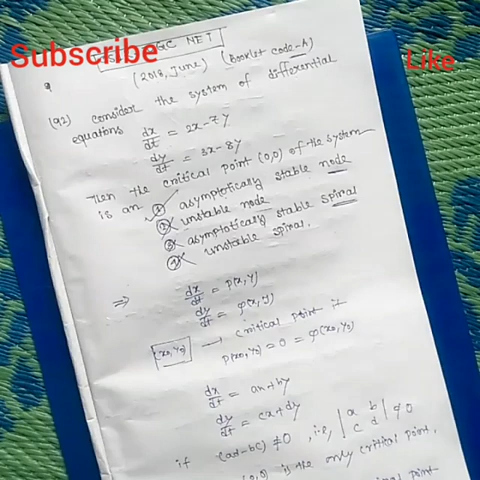 Subscribe
Like
GC NET
(2018, June) (Booklet code-A)
(92) consider the system of differential
equations dx/dt = 2x-7y
dy/dt = 3x-8y
Then the critical point (0,0) of the system
is an
① asymptotically stable node
② unstable node
③ asymptotically stable spiral
④ unstable spiral.
⇒ dx/dt = P(x,y)
dy/dt = φ(x,y)
(x0,y0) → critical point if
P(x0,y0) = 0 = φ(x0,y0)
dx/dt = ax+by
dy/dt = cx+dy
if (ad-bc) ≠0, i.e, |a b
c d| ≠0
(0,0) is the only critical point,
point